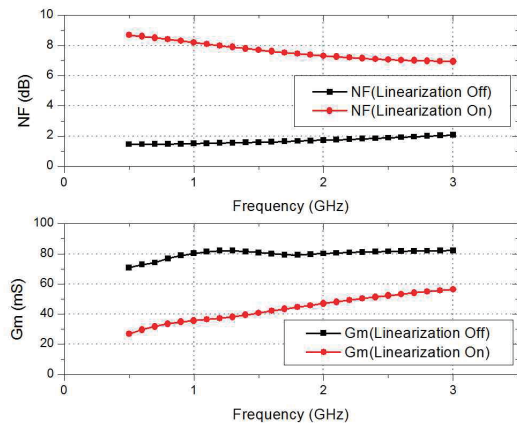 10
8
6
4
2
0
NF (dB)
NF(Linearization Off)
NF(Linearization On)
0 1 2 3
Frequency (GHz)
100
80
60
40
20
0
Gm (mS)
Gm(Linearization Off)
Gm(Linearization On)
0 1 2 3
Frequency (GHz)